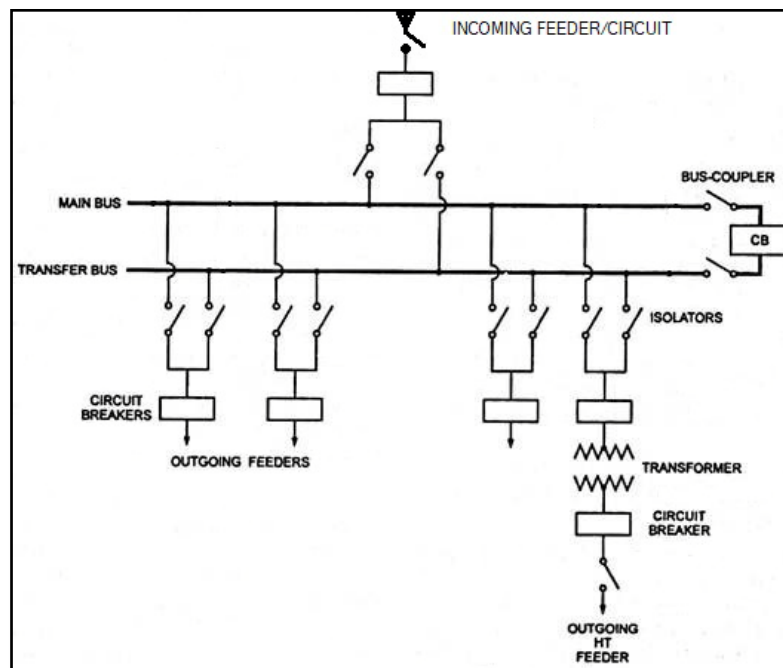 INCOMING FEEDER/CIRCUIT
BUS-COUPLER
MAIN BUS
CB
TRANSFER BUS
ISOLATORS
CIRCUIT
BREAKERS
OUTGOING FEEDERS
TRANSFORMER
CIRCUIT
BREAKER
OUTGOING
HT
FEEDER